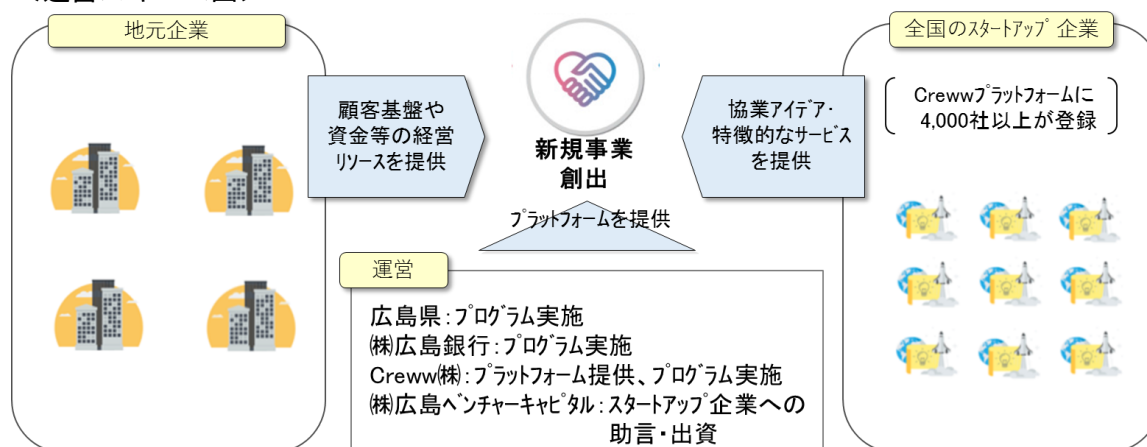 地元企業
全国のスタートアップ企業
顧客基盤や
資金等の経営
リソースを提供
新規事業
創出
協業アイデア・
特徴的なサービス
を提供
Crewwプラットフォームに
4,000社以上が登録
プラットフォームを提供
運営
広島県:プログラム実施
㈱広島銀行:プログラム実施
Creww㈱:プラットフォーム提供、プログラム実施
㈱広島ベンチャーキャピタル:スタートアップ企業への
助言・出資